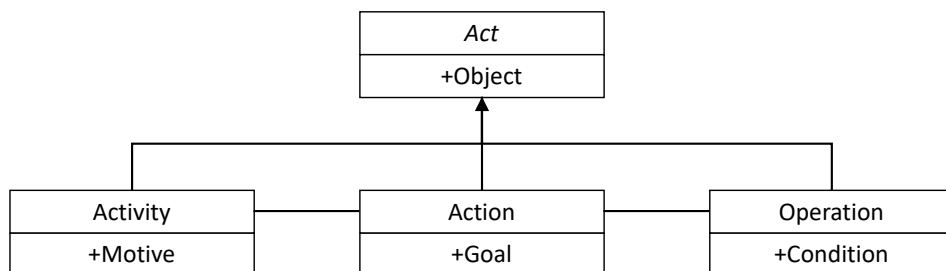 Act
+Object
Activity
Action
Operation
+Motive
+Goal
+Condition